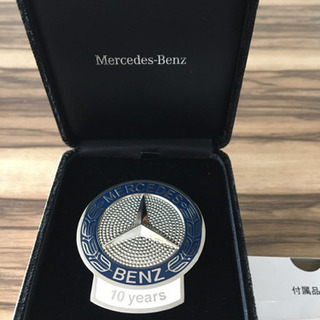 Mercedes-Benz
MERCEDES
BENZ
10 years
付属品